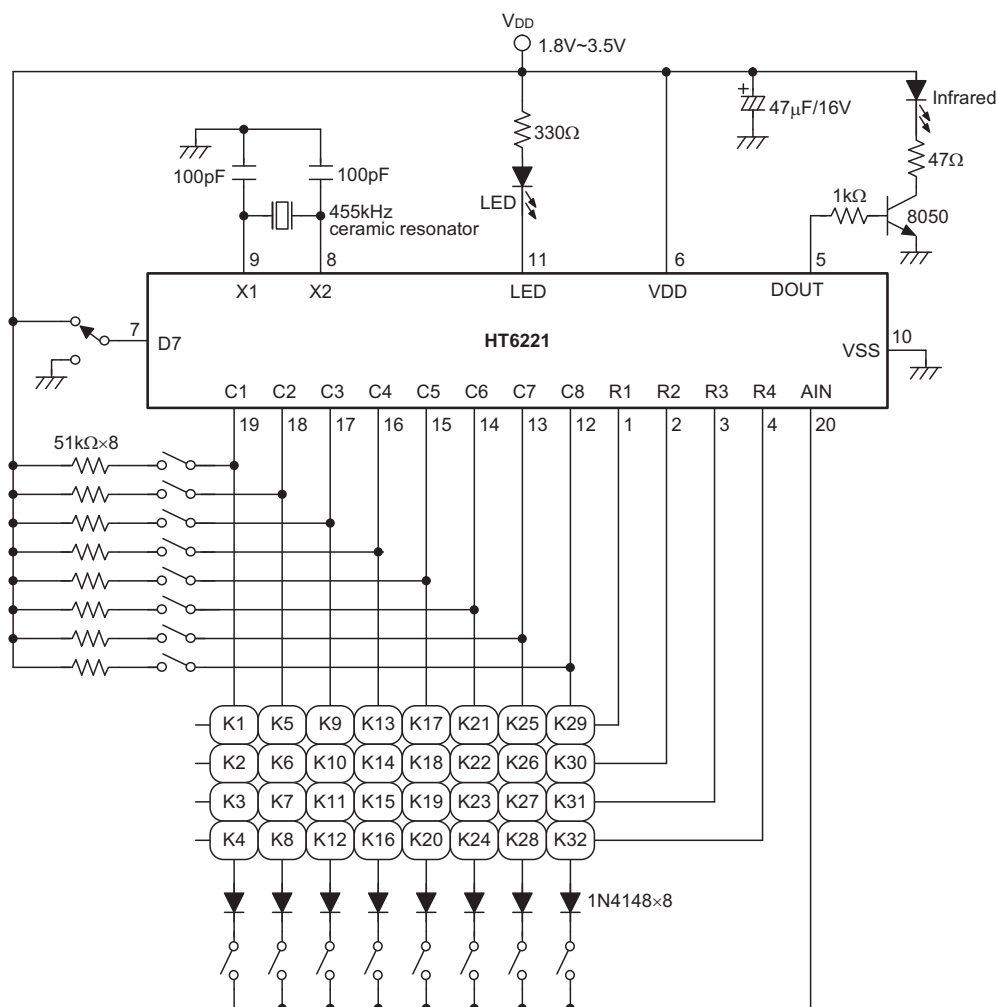 VDD
1.8V~3.5V
47μF/16V
Infrared
330Ω
47Ω
100pF
100pF
LED
1kΩ
8050
455kHz
ceramic resonator
9
8
11
6
5
X1
X2
LED
VDD
DOUT
7
D7
HT6221
VSS
10
C1
C2
C3
C4
C5
C6
C7
C8
R1
R2
R3
R4
AIN
19
18
17
16
15
14
13
12
1
2
3
4
20
51kΩ×8
K1 K5 K9 K13 K17 K21 K25 K29
K2 K6 K10 K14 K18 K22 K26 K30
K3 K7 K11 K15 K19 K23 K27 K31
K4 K8 K12 K16 K20 K24 K28 K32
1N4148×8